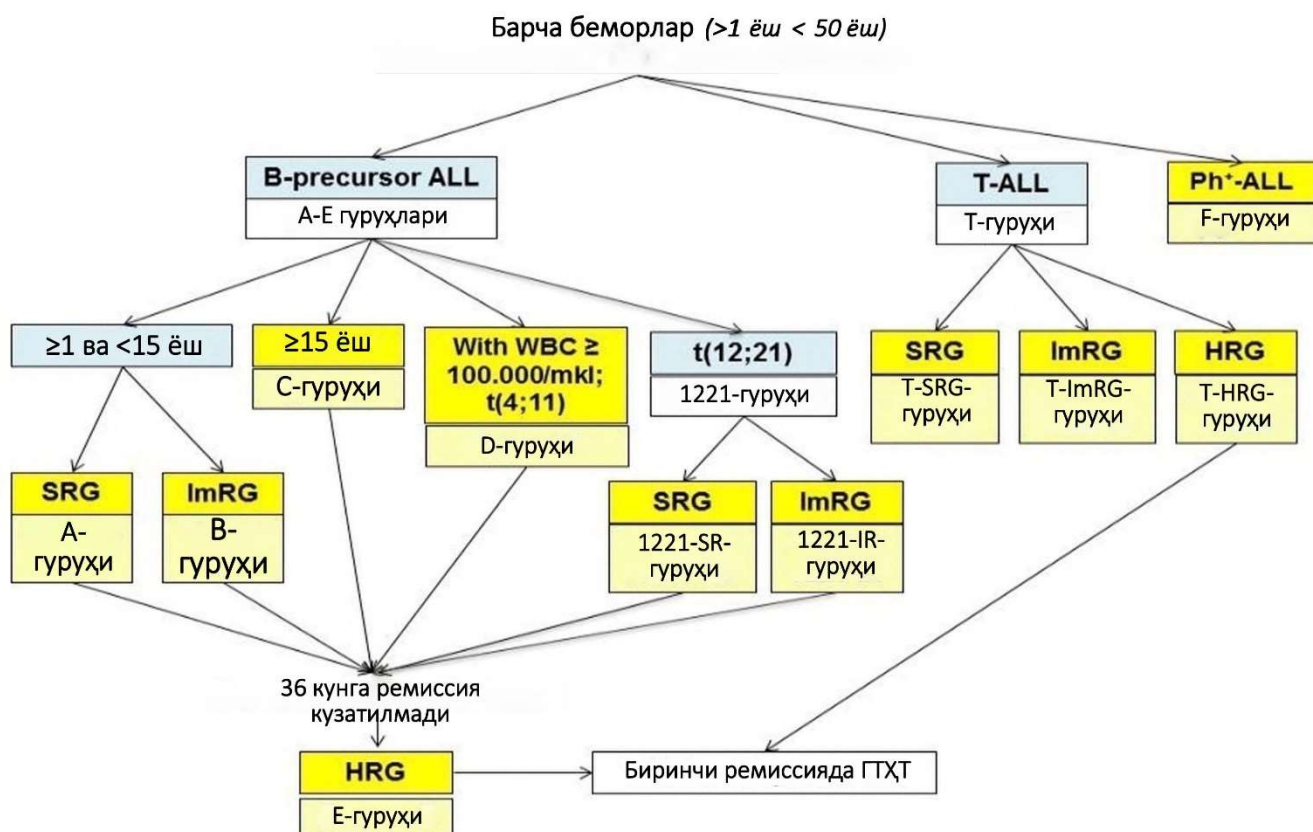 Барча беморлар (>1 ёш < 50 ёш)
B-precursor ALL
A-E гуруҳлари
T-ALL
T-гуруҳи
Ph⁺-ALL
F-гуруҳи
≥1 ва <15 ёш
≥15 ёш
C-гуруҳи
With WBC ≥
100.000/mkl;
t(4;11)
D-гуруҳи
t(12;21)
1221-гуруҳи
SRG
T-SRG-
гуруҳи
ImRG
T-ImRG-
гуруҳи
HRG
T-HRG-
гуруҳи
SRG
A-
гуруҳи
ImRG
B-
гуруҳи
SRG
1221-SR-
гуруҳи
ImRG
1221-IR-
гуруҳи
36 кунга ремиссия
кузатилмади
HRG
E-гуруҳи
Биринчи ремиссияда ГТҲТ